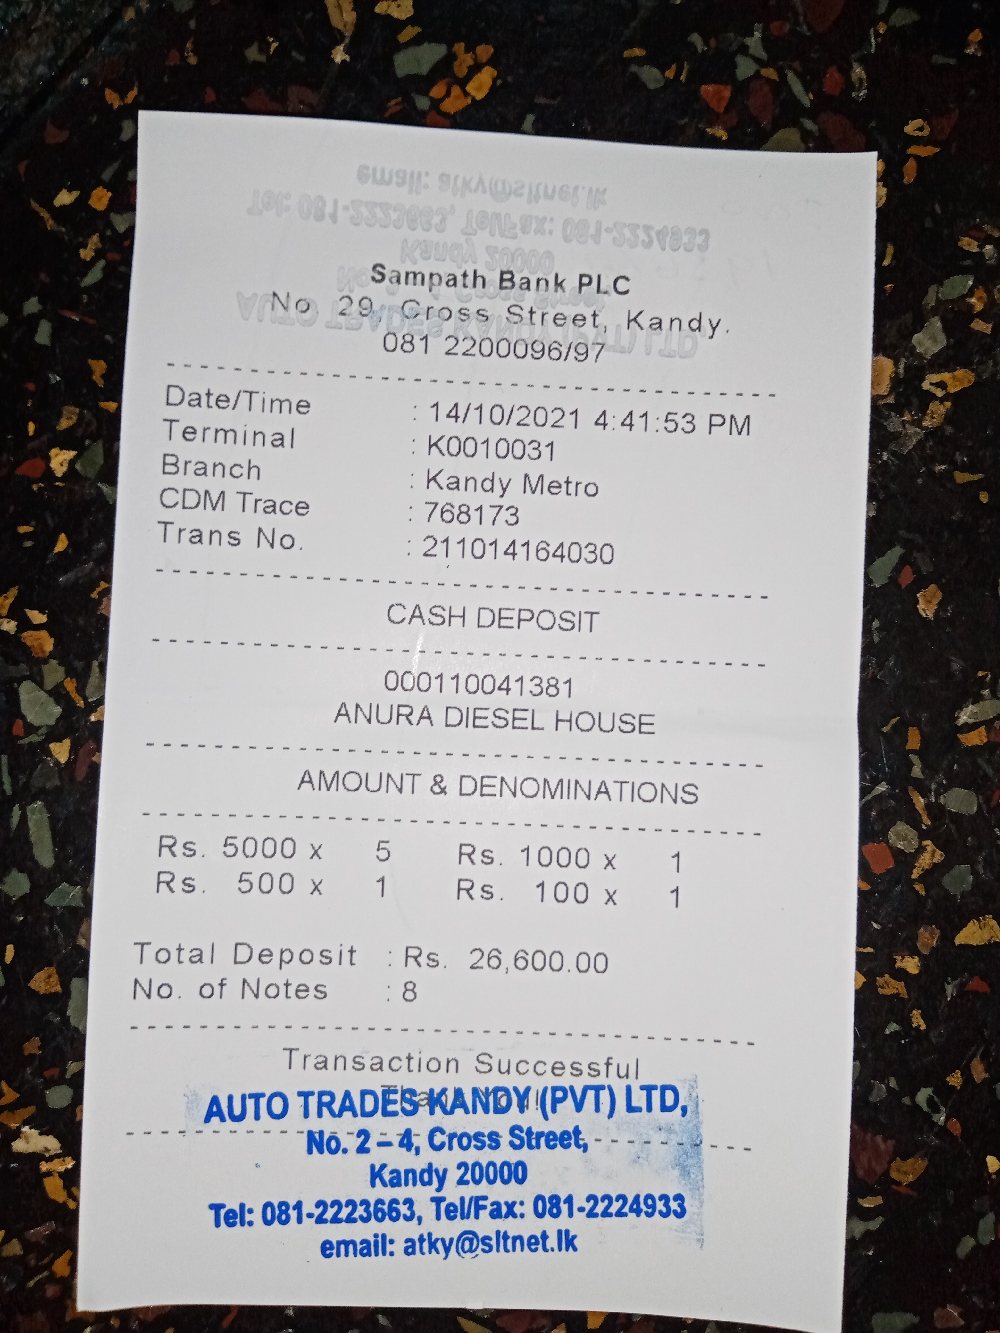 Sampath Bank PLC
No 29, Cross Street, Kandy.
081 2200096/97
Date/Time : 14/10/2021 4:41:53 PM
Terminal : K0010031
Branch : Kandy Metro
CDM Trace : 768173
Trans No. : 211014164030
CASH DEPOSIT
000110041381
ANURA DIESEL HOUSE
AMOUNT & DENOMINATIONS
Rs. 5000 x 5 Rs. 1000 x 1
Rs. 500 x 1 Rs. 100 x 1
Total Deposit : Rs. 26,600.00
No. of Notes : 8
Transaction Successful
AUTO TRADES KANDY (PVT) LTD,
No. 2 – 4, Cross Street,
Kandy 20000
Tel: 081-2223663, Tel/Fax: 081-2224933
email: atky@sltnet.lk